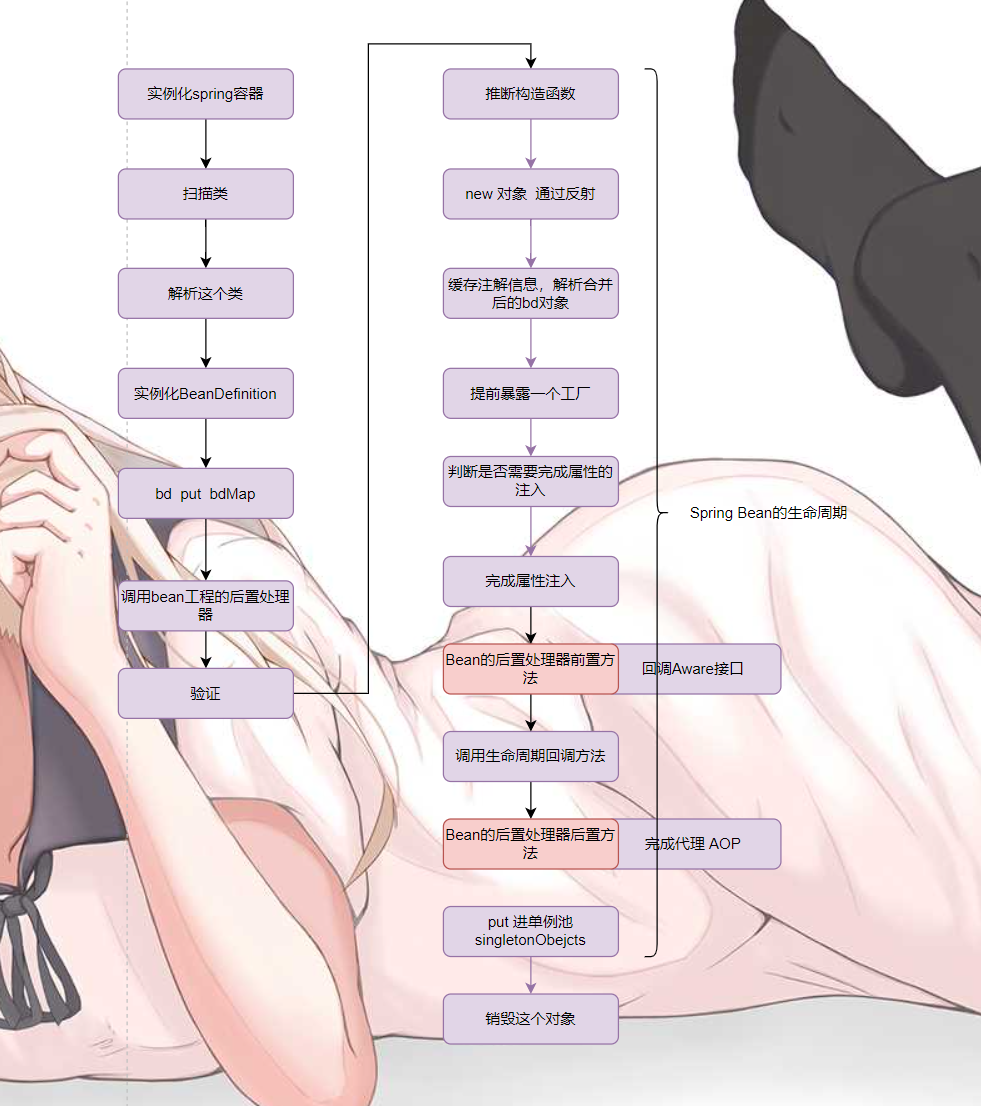 实例化spring容器
扫描类
解析这个类
实例化BeanDefinition
bd put bdMap
调用bean工程的后置处理
器
验证
推断构造函数
new 对象 通过反射
缓存注解信息，解析合并
后的bd对象
提前暴露一个工厂
判断是否需要完成属性的
注入
完成属性注入
Bean的后置处理器前置方
法
回调Aware接口
调用生命周期回调方法
Bean的后置处理器后置方
法
完成代理 AOP
put 进单例池
singletonObejcts
销毁这个对象
Spring Bean的生命周期